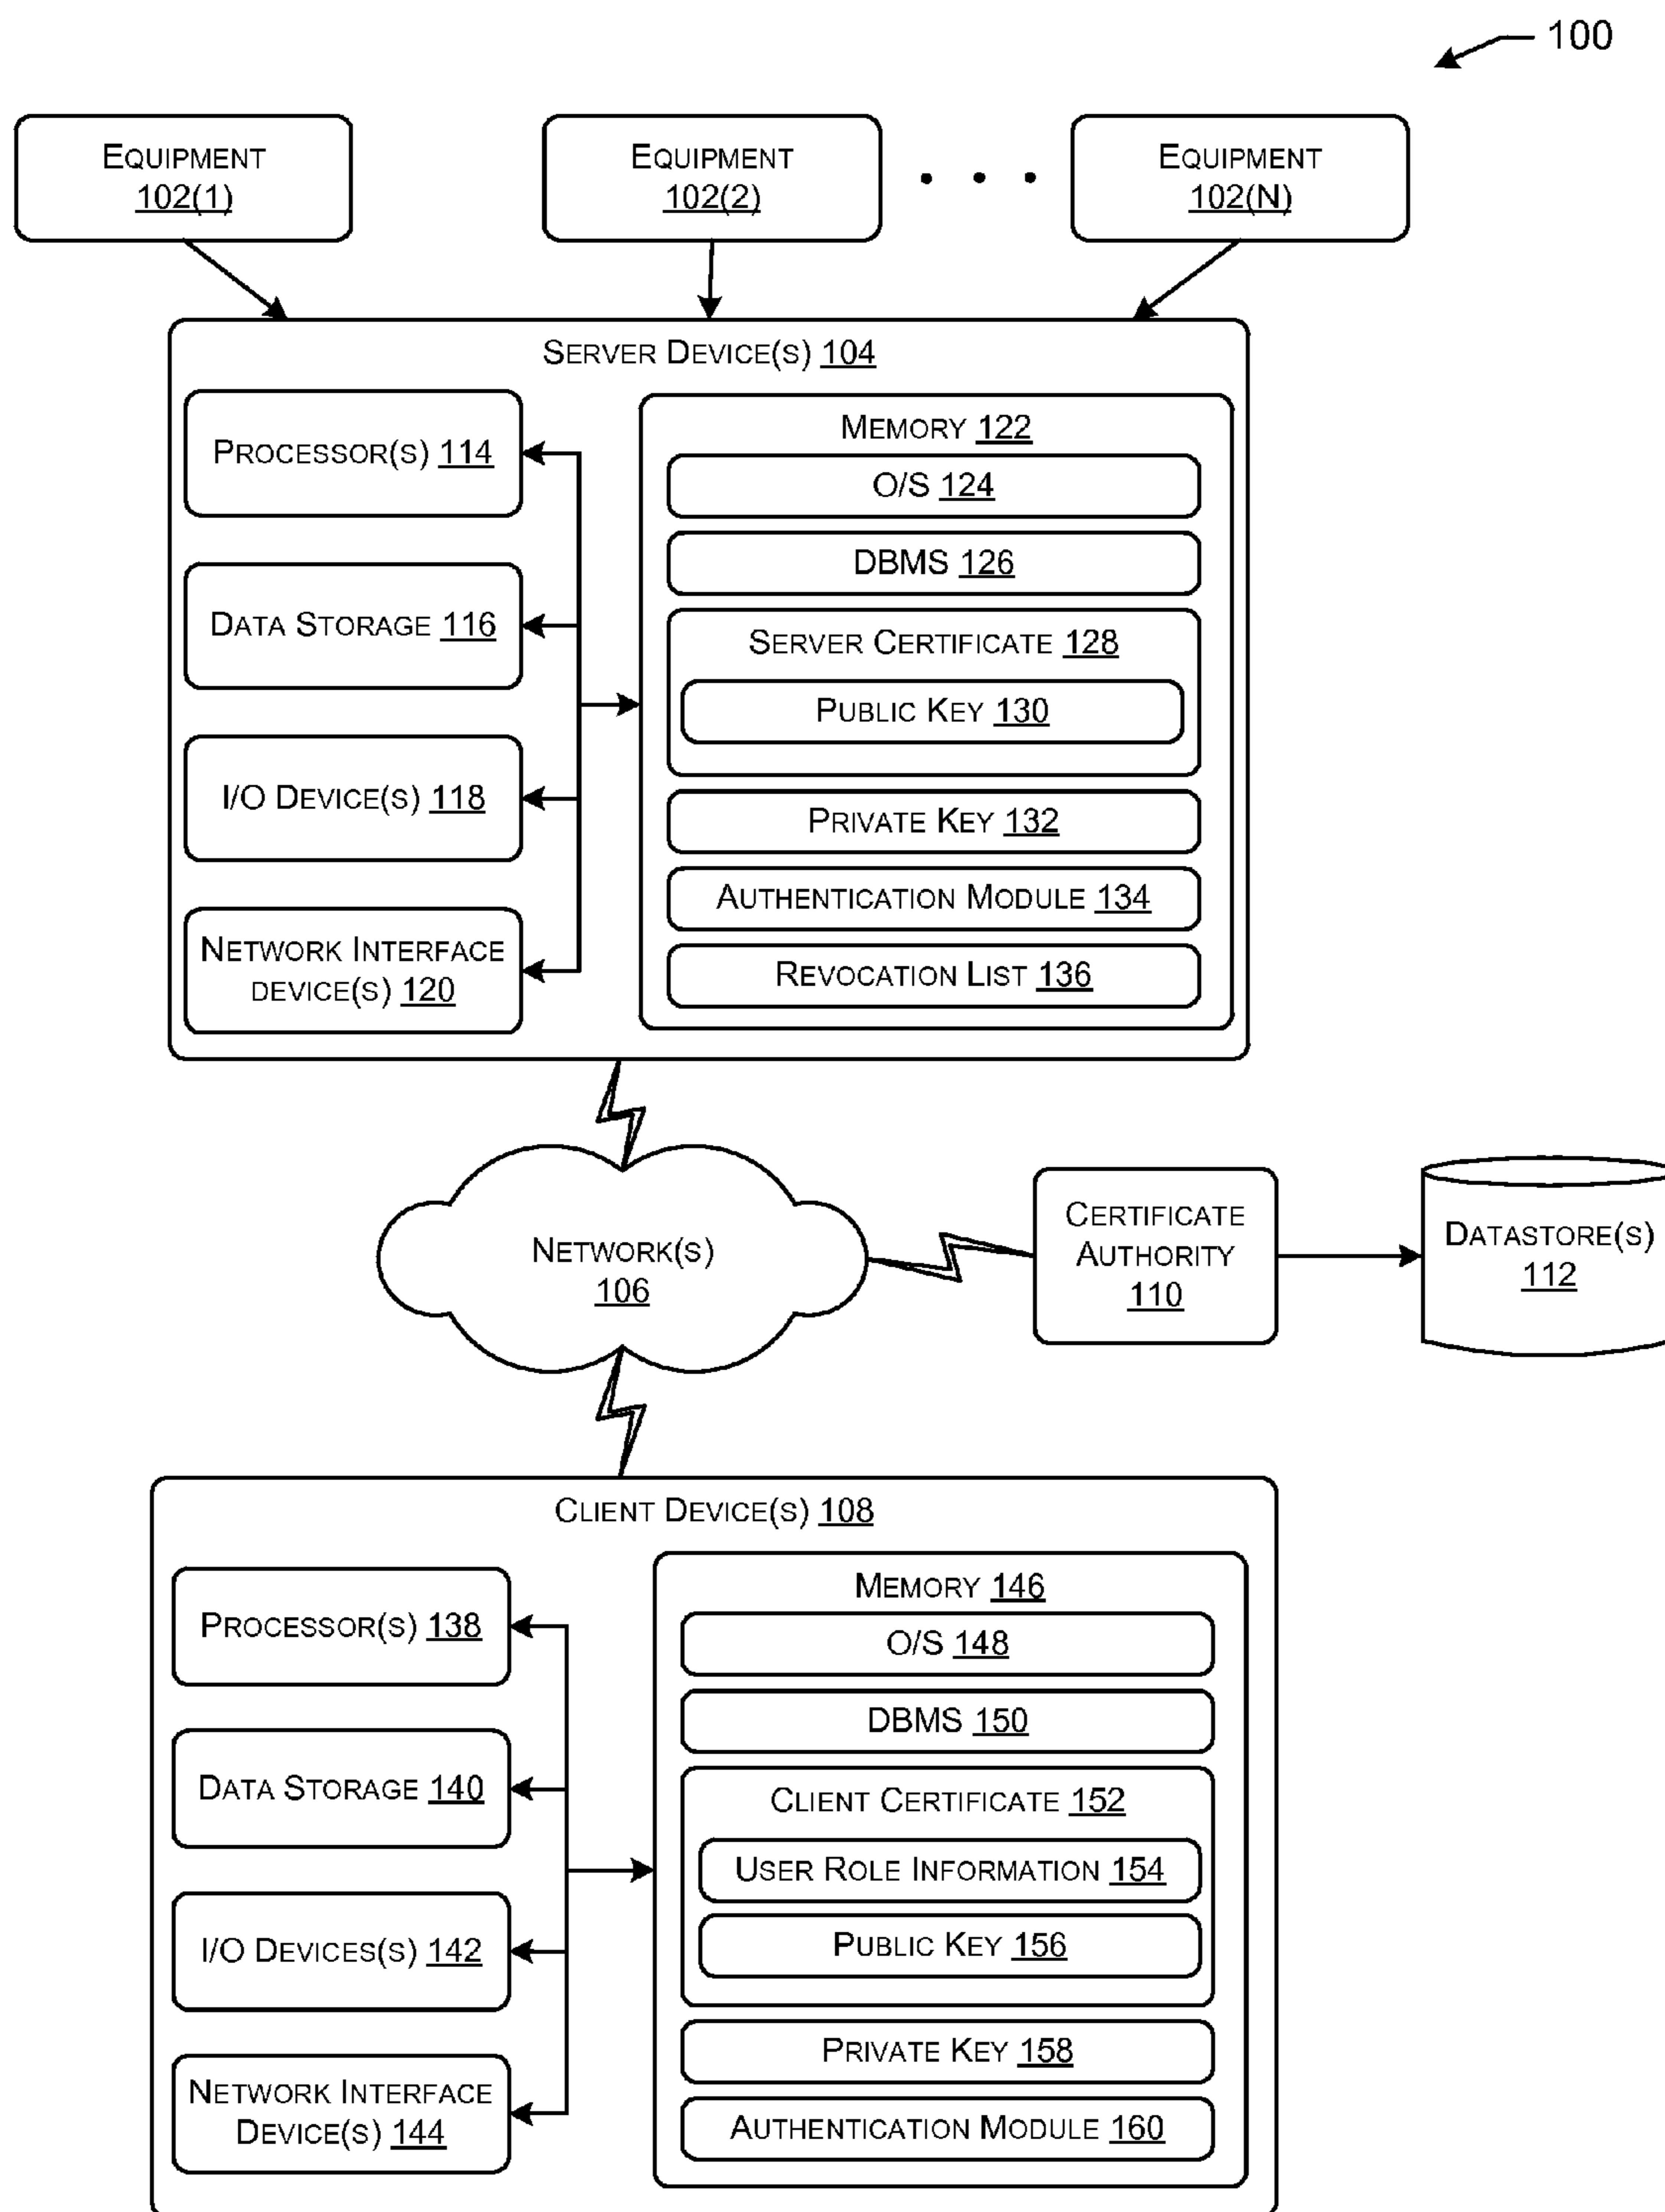 100
EQUIPMENT
102(1)
EQUIPMENT
102(2)
• • •
EQUIPMENT
102(N)
SERVER DEVICE(S) 104
PROCESSOR(S) 114
DATA STORAGE 116
I/O DEVICE(S) 118
NETWORK INTERFACE
DEVICE(S) 120
MEMORY 122
O/S 124
DBMS 126
SERVER CERTIFICATE 128
PUBLIC KEY 130
PRIVATE KEY 132
AUTHENTICATION MODULE 134
REVOCATION LIST 136
NETWORK(S)
106
CERTIFICATE
AUTHORITY
110
DATASTORE(S)
112
CLIENT DEVICE(S) 108
PROCESSOR(S) 138
DATA STORAGE 140
I/O DEVICES(S) 142
NETWORK INTERFACE
DEVICE(S) 144
MEMORY 146
O/S 148
DBMS 150
CLIENT CERTIFICATE 152
USER ROLE INFORMATION 154
PUBLIC KEY 156
PRIVATE KEY 158
AUTHENTICATION MODULE 160